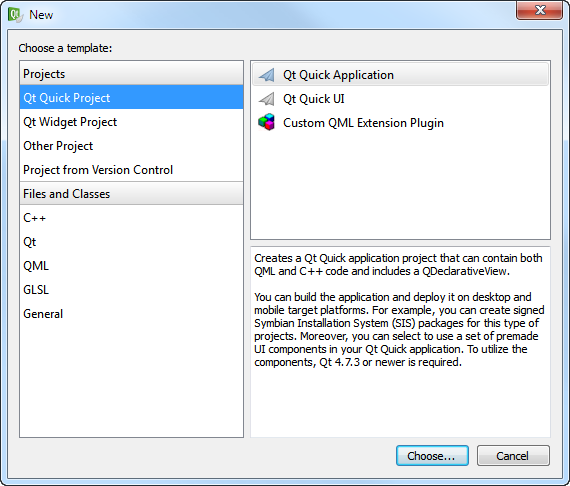 New
Choose a template:
Projects
Qt Quick Project
Qt Widget Project
Other Project
Project from Version Control
Files and Classes
C++
Qt
QML
GLSL
General
Qt Quick Application
Qt Quick UI
Custom QML Extension Plugin
Creates a Qt Quick application project that can contain both
QML and C++ code and includes a QDeclarativeView.
You can build the application and deploy it on desktop and
mobile target platforms. For example, you can create signed
Symbian Installation System (SIS) packages for this type of
projects. Moreover, you can select to use a set of premade
UI components in your Qt Quick application. To utilize the
components, Qt 4.7.3 or newer is required.
Choose...
Cancel